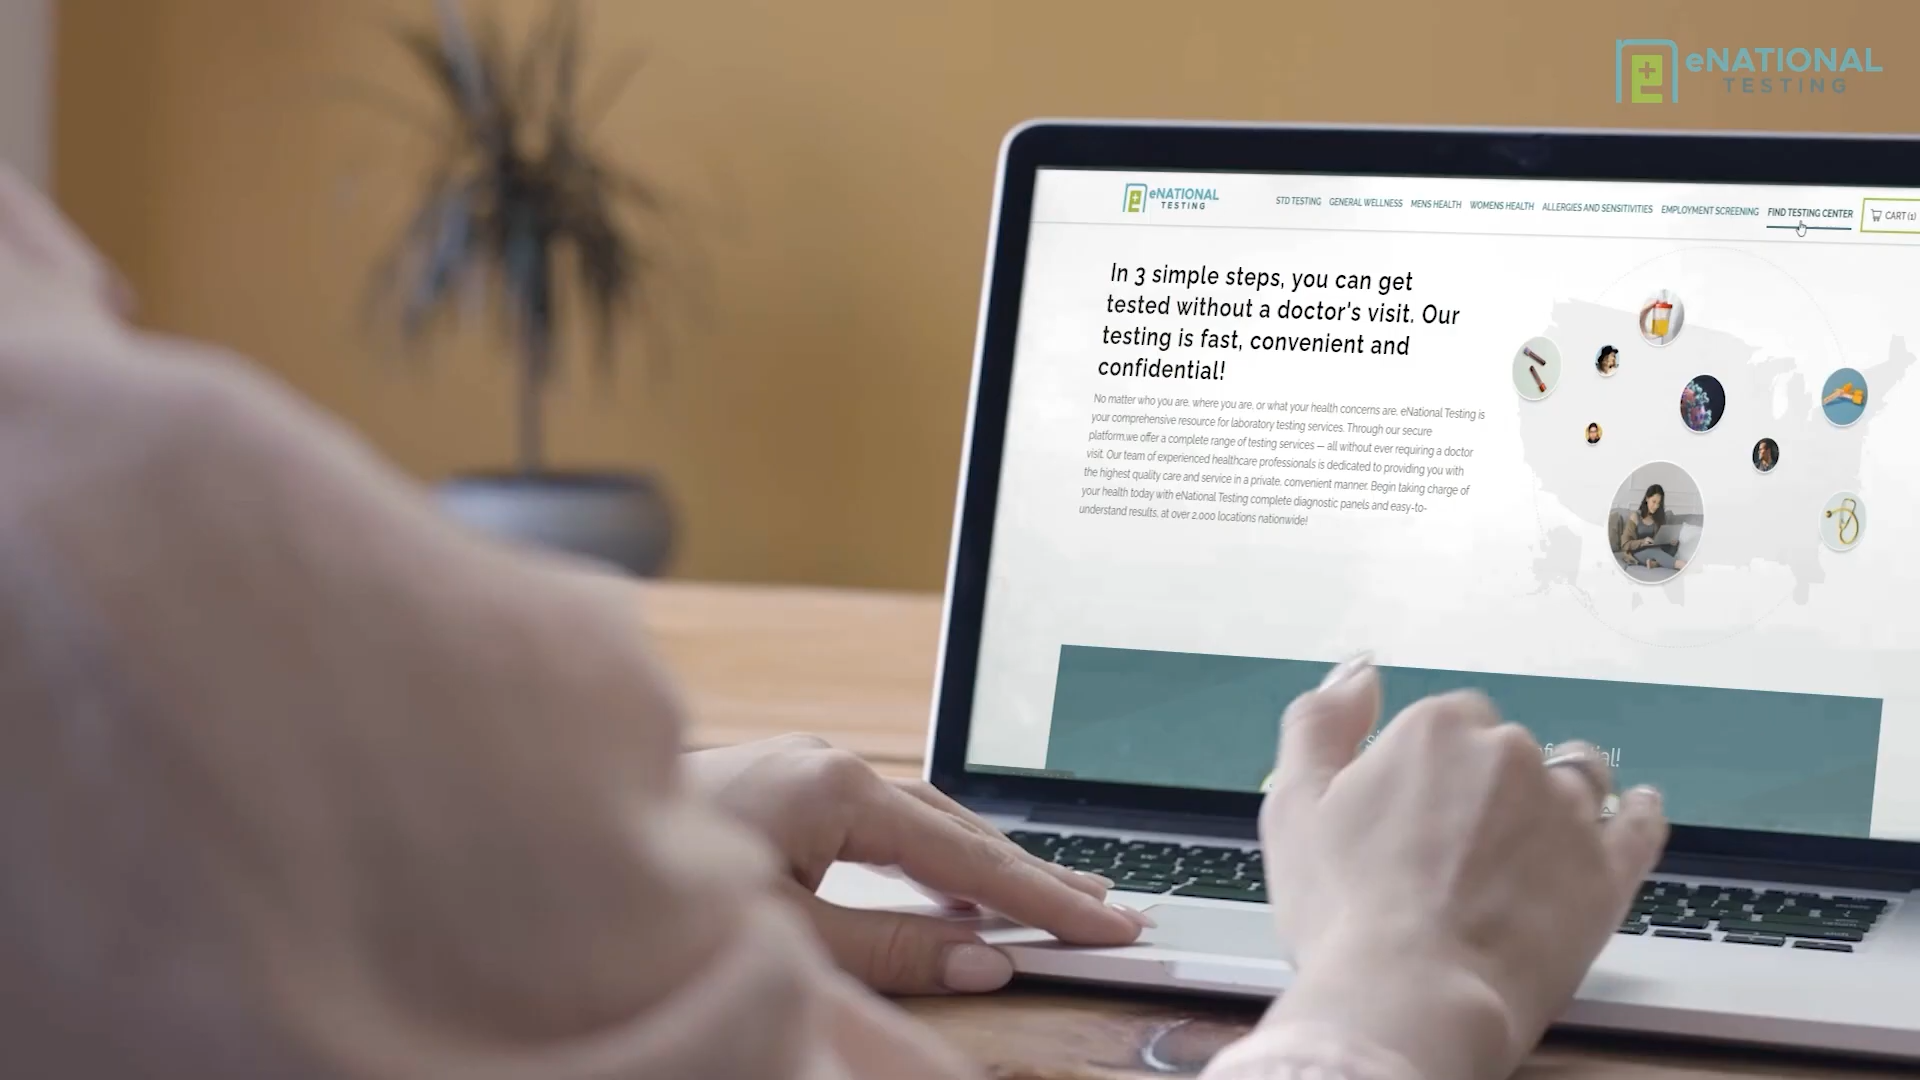 eNATIONAL
TESTING
eNATIONAL
TESTING
STD TESTING GENERAL WELLNESS MENS HEALTH WOMENS HEALTH ALLERGIES AND SENSITIVITIES EMPLOYMENT SCREENING FIND TESTING CENTER CART (1)
In 3 simple steps, you can get
tested without a doctor's visit. Our
testing is fast, convenient and
confidential!
No matter who you are, where you are, or what your health concerns are, eNational Testing is
your comprehensive resource for laboratory testing services. Through our secure
platform,we offer a complete range of testing services — all without ever requiring a doctor
visit. Our team of experienced healthcare professionals is dedicated to providing you with
the highest quality care and service in a private, convenient manner. Begin taking charge of
your health today with eNational Testing complete diagnostic panels and easy-to-
understand results, at over 2,000 locations nationwide!